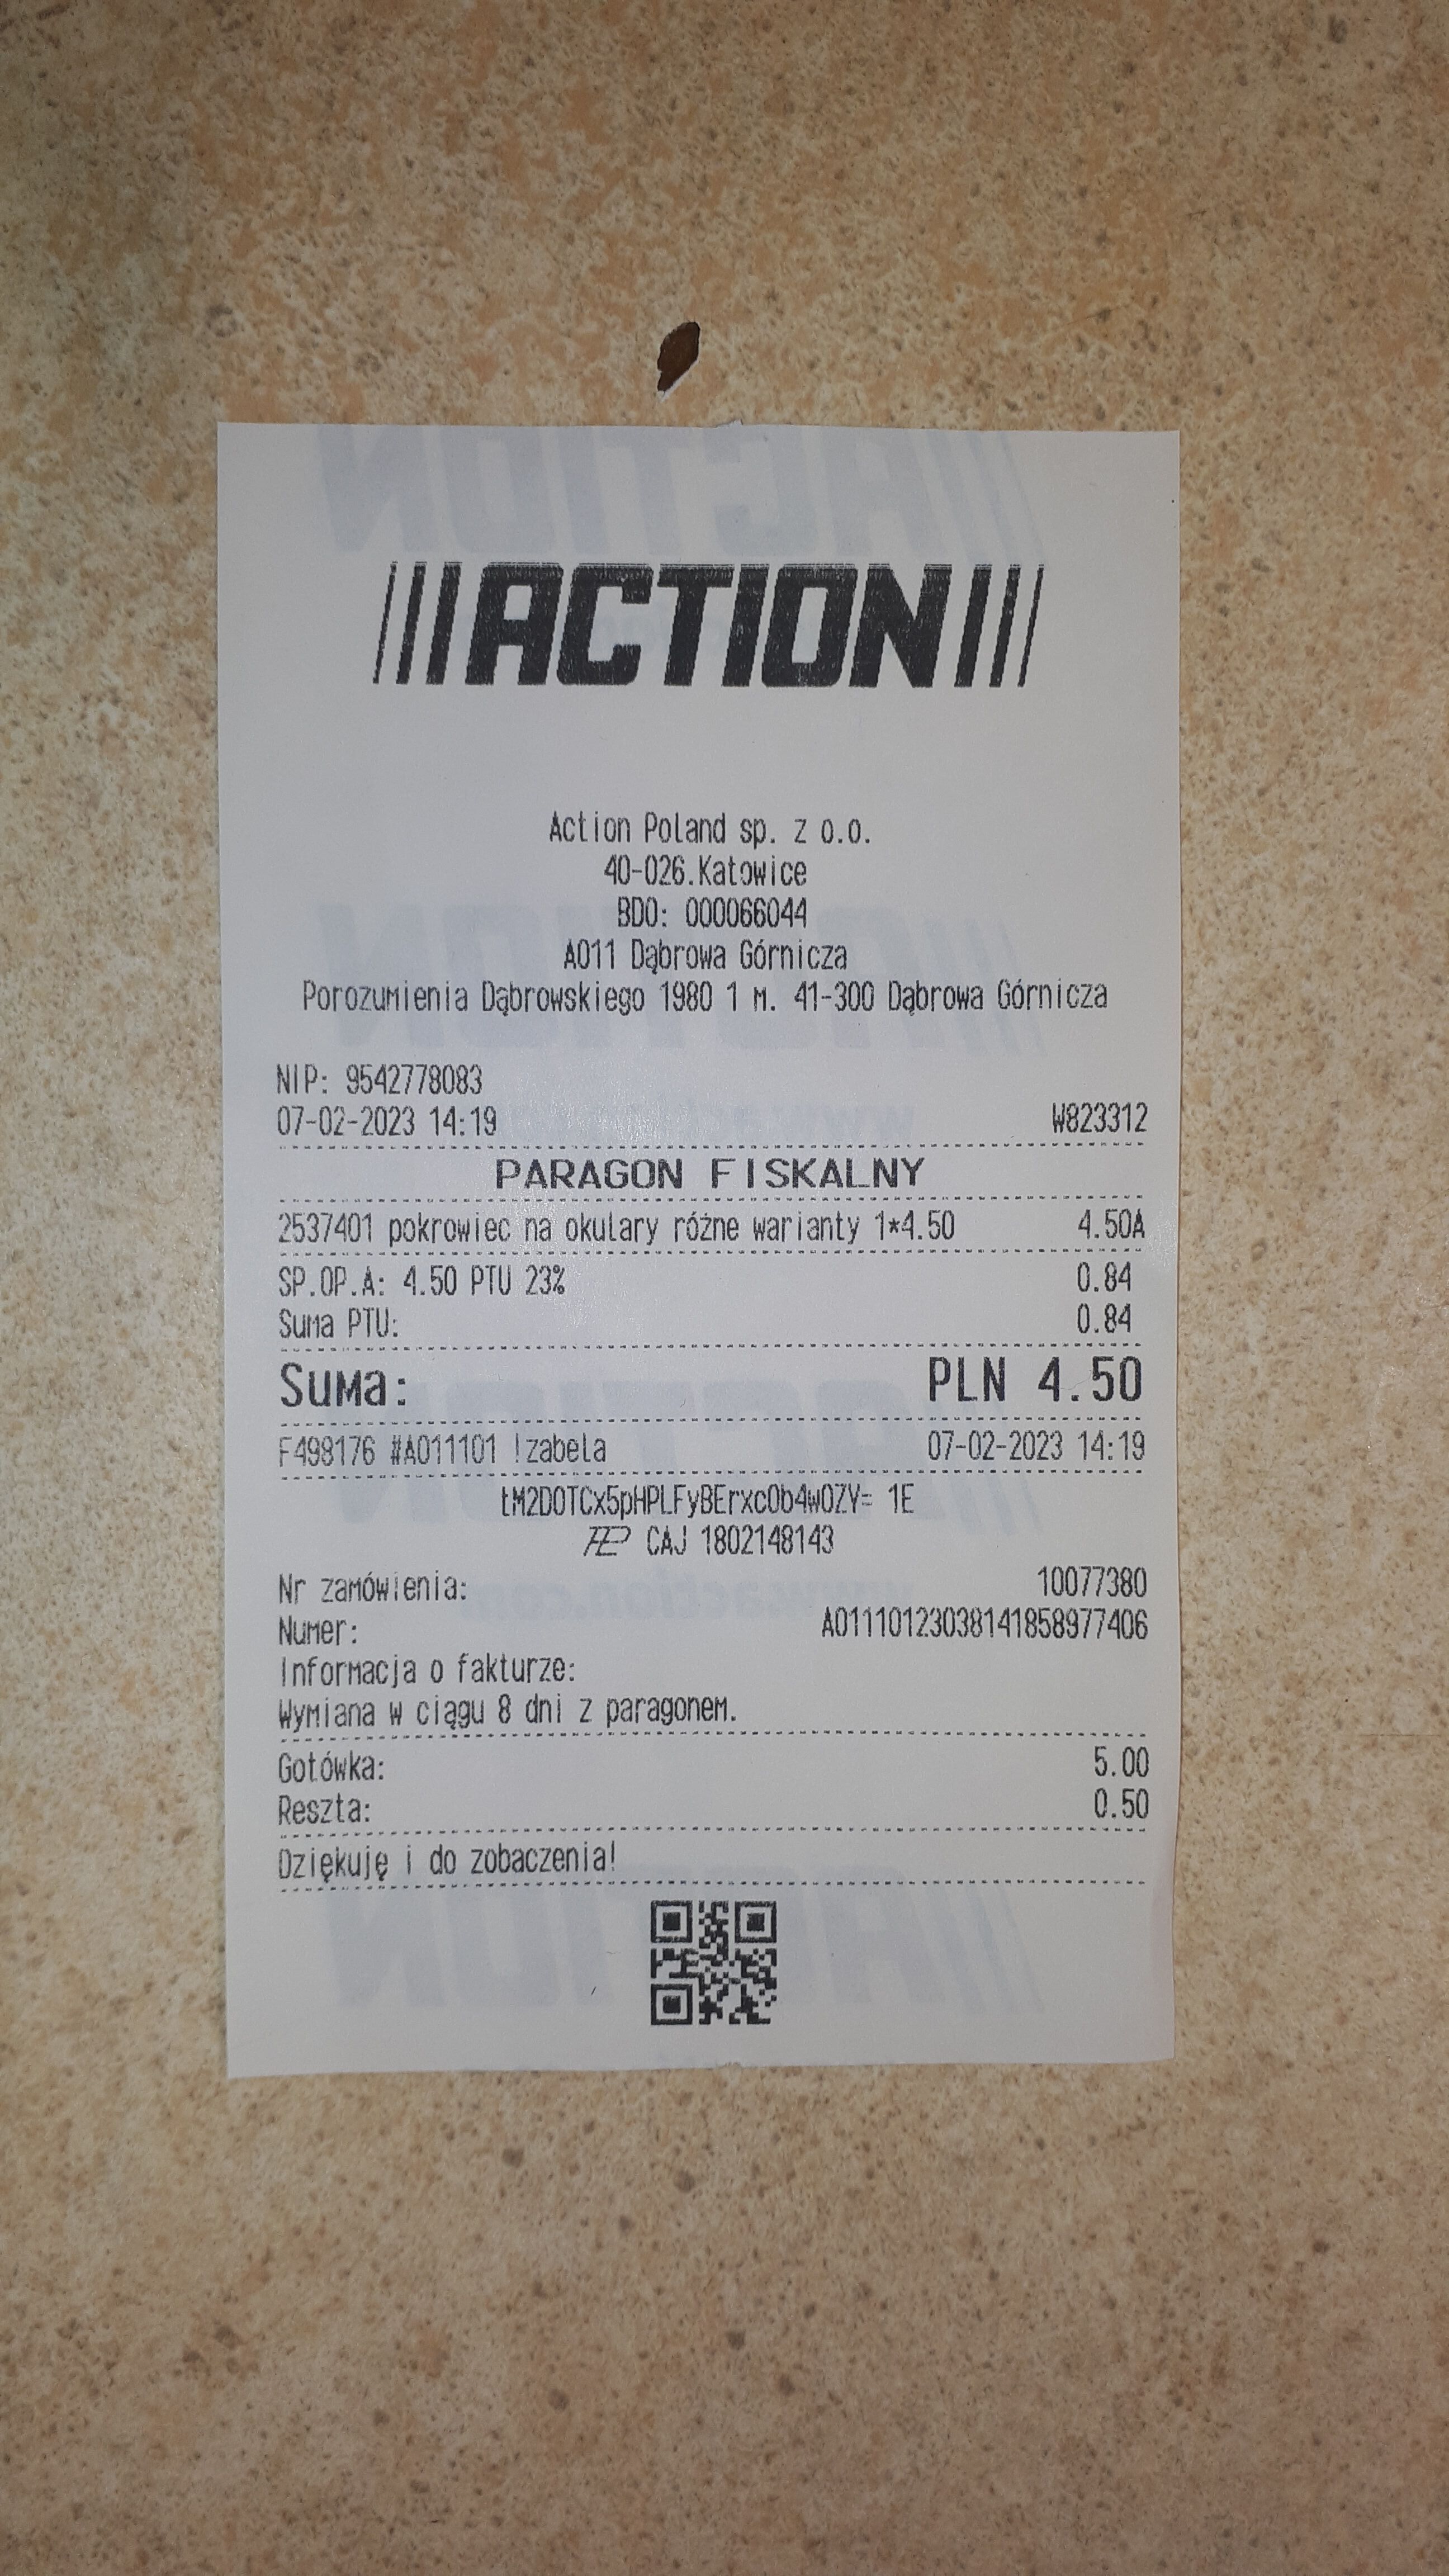 ACTION
Action Poland sp. z o.o.
40-026.Katowice
BDO: 000066044
A011 Dąbrowa Górnicza
Porozumienia Dąbrowskiego 1980 1 m. 41-300 Dąbrowa Górnicza
NIP: 9542778083
07-02-2023 14:19 W823312
PARAGON FISKALNY
2537401 pokrowiec na okulary różne warianty 1*4.50 4.50A
SP.OP.A: 4.50 PTU 23% 0.84
Suma PTU: 0.84
Suma: PLN 4.50
F498176 #A011101 !zabela 07-02-2023 14:19
tM2DOTCx5pHPLFyBErxcOb4wOZY= 1E
CAJ 1802148143
Nr zamówienia: 10077380
Numer: A01110123038141858977406
Informacja o fakturze:
Wymiana w ciągu 8 dni z paragonem.
Gotówka: 5.00
Reszta: 0.50
Dziękuję i do zobaczenia!